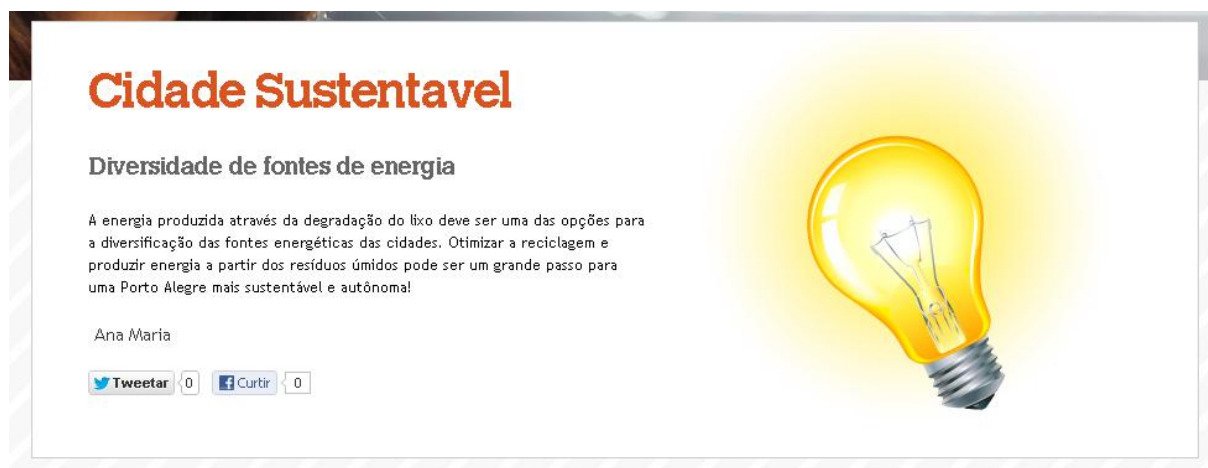 Cidade Sustentavel
Diversidade de fontes de energia
A energia produzida através da degradação do lixo deve ser uma das opções para
a diversificação das fontes energéticas das cidades. Otimizar a reciclagem e
produzir energia a partir dos resíduos úmidos pode ser um grande passo para
uma Porto Alegre mais sustentável e autônoma!
Ana Maria
Tweetar 0 Curtir 0